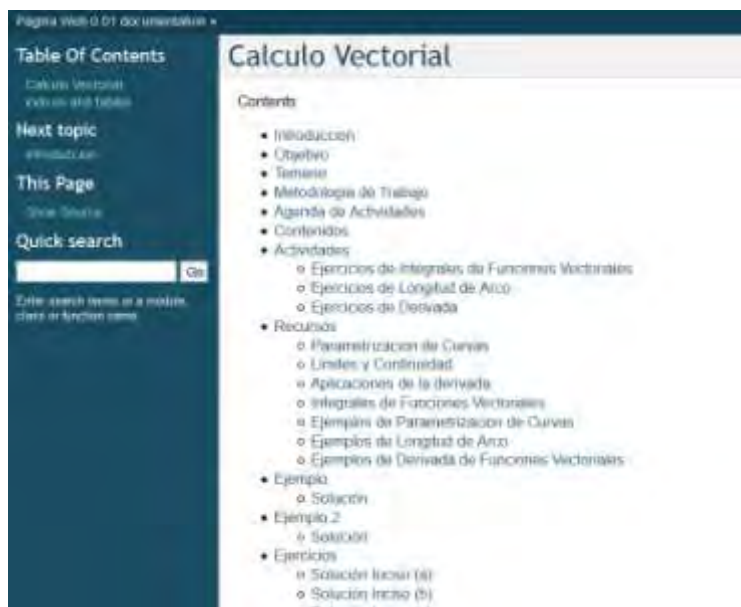 Pagina Web 0.01 documentation »
Table Of Contents
Calculo Vectorial
Indices and tables
Next topic
Introduccion
This Page
Show Source
Quick search
Go
Enter search terms or a module,
class or function name.
Calculo Vectorial
Contents
• Introduccion
• Objetivo
• Temario
• Metodologia de Trabajo
• Agenda de Actividades
• Contenidos
• Actividades
o Ejercicios de Integrales de Funciones Vectoriales
o Ejercicios de Longitud de Arco
o Ejercicios de Derivada
• Recursos
o Parametrizacion de Curvas
o Limites y Continuidad
o Aplicaciones de la derivada
o Integrales de Funciones Vectoriales
o Ejemplos de Parametrizacion de Curvas
o Ejemplos de Longitud de Arco
o Ejemplos de Derivada de Funciones Vectoriales
• Ejemplo
o Solución
• Ejemplo 2
o Solución
• Ejercicios
o Solución Inciso (a)
o Solución Inciso (b)